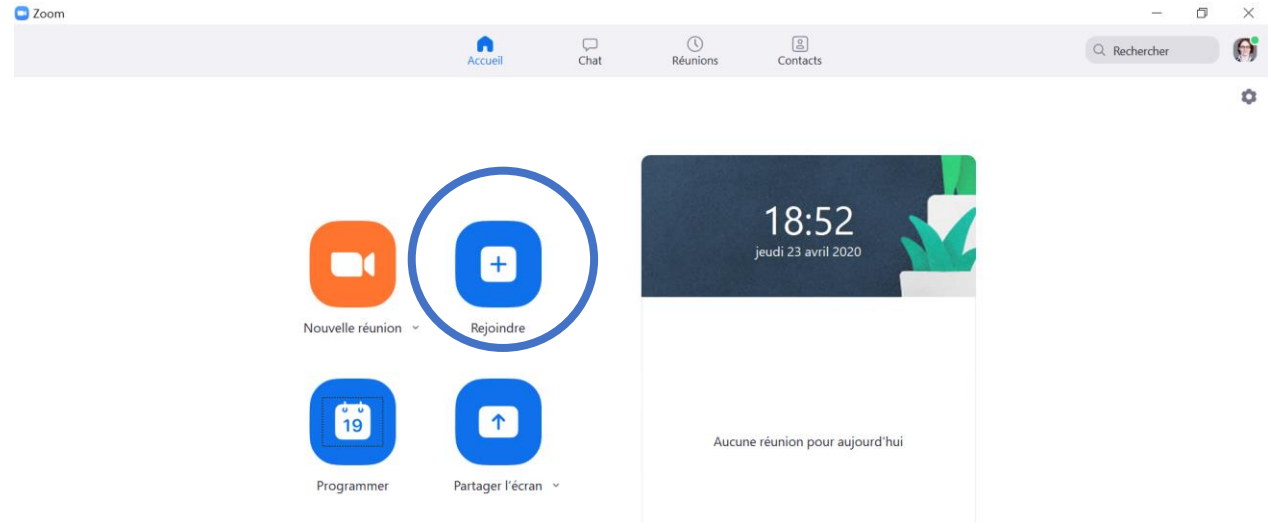 Zoom
Accueil
Chat
Réunions
Contacts
Rechercher
18:52
jeudi 23 avril 2020
Nouvelle réunion
Rejoindre
19
Programmer
Partager l'écran
Aucune réunion pour aujourd'hui